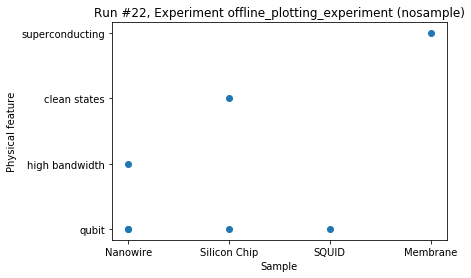 Run #22, Experiment offline_plotting_experiment (nosample)
superconducting
clean states
high bandwidth
qubit
Physical feature
Nanowire Silicon Chip SQUID Membrane
Sample